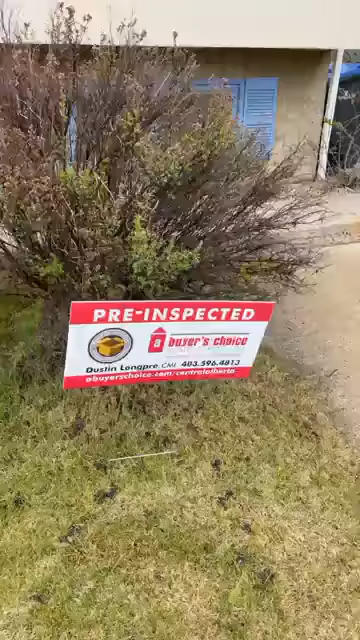 PRE-INSPECTED
a buyer's choice
Dustin Longpre, CMI 403.596.4813
abuyerschoice.com/centralalberta